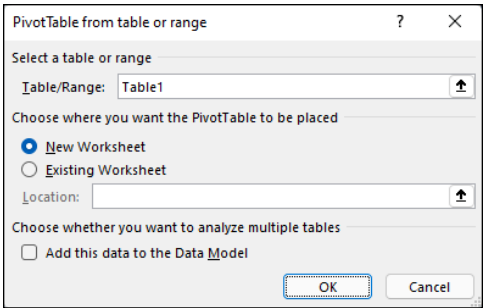 PivotTable from table or range ? ×
Select a table or range
Table/Range: Table1
Choose where you want the PivotTable to be placed
New Worksheet
Existing Worksheet
Location:
Choose whether you want to analyze multiple tables
Add this data to the Data Model
OK Cancel